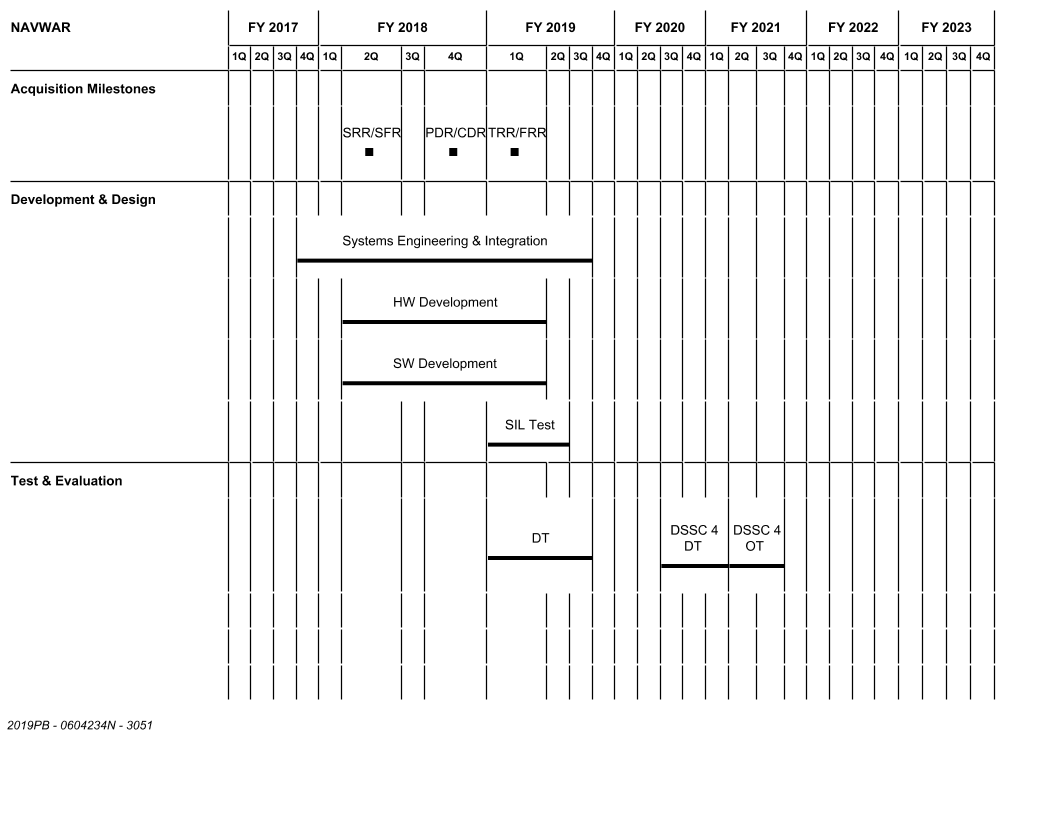 NAVWAR FY 2017 FY 2018 FY 2019 FY 2020 FY 2021 FY 2022 FY 2023
1Q 2Q 3Q 4Q 1Q 2Q 3Q 4Q 1Q 2Q 3Q 4Q 1Q 2Q 3Q 4Q 1Q 2Q 3Q 4Q 1Q 2Q 3Q 4Q 1Q 2Q 3Q 4Q
Acquisition Milestones
SRR/SFR PDR/CDR TRR/FRR
Development & Design
Systems Engineering & Integration
HW Development
SW Development
SIL Test
Test & Evaluation
DT
DSSC 4 DSSC 4
DT OT
2019PB - 0604234N - 3051